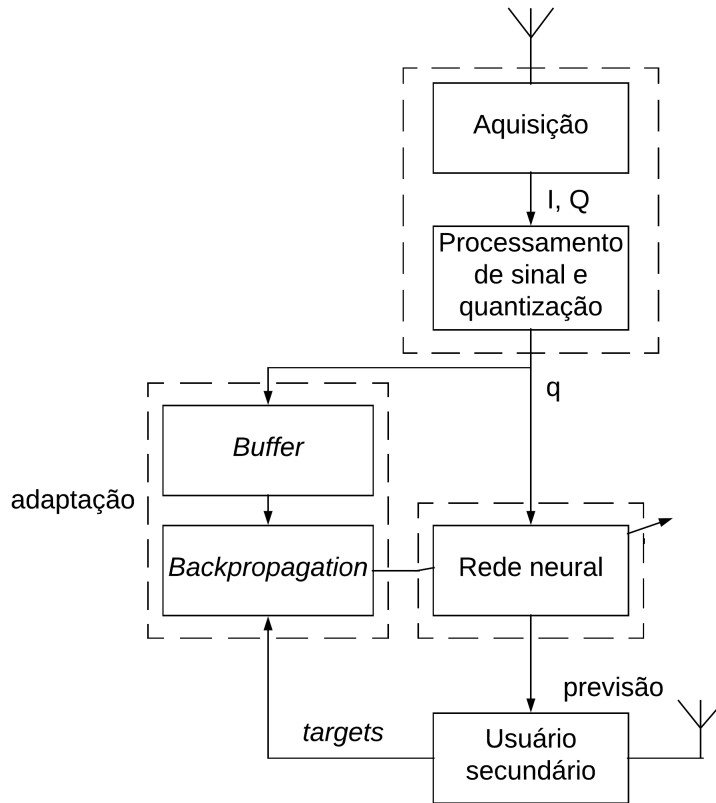 Aquisição
I, Q
Processamento
de sinal e
quantização
q
Buffer
adaptação
Backpropagation
Rede neural
previsão
targets
Usuário
secundário